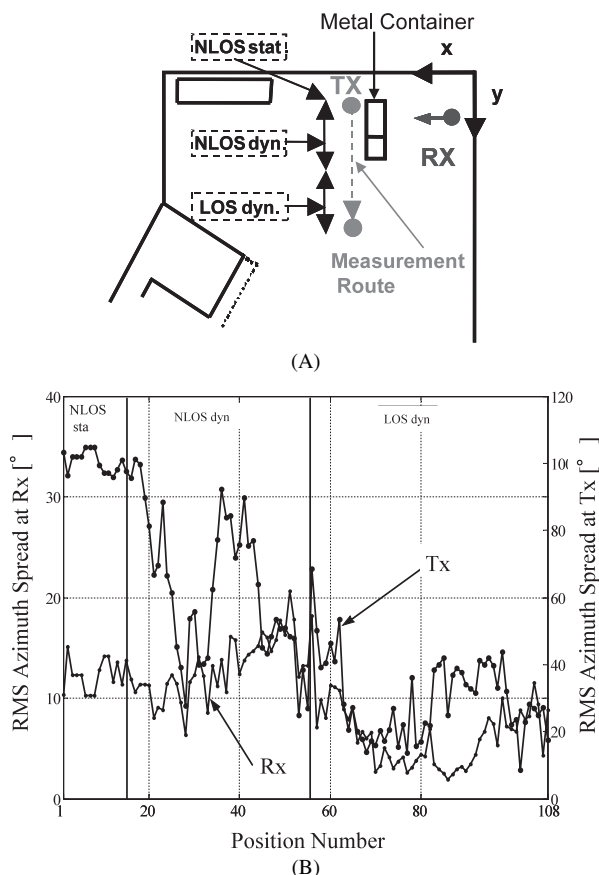 Metal Container
NLOS stat
TX
x
y
NLOS dyn.
RX
LOS dyn.
Measurement
Route
(A)
40
120
NLOS
sta
NLOS dyn
LOS dyn
100
30
80
Tx
20
60
40
10
Rx
20
0
0
1
20
40
60
80
108
RMS Azimuth Spread at Rx [°]
RMS Azimuth Spread at Tx [°]
Position Number
(B)